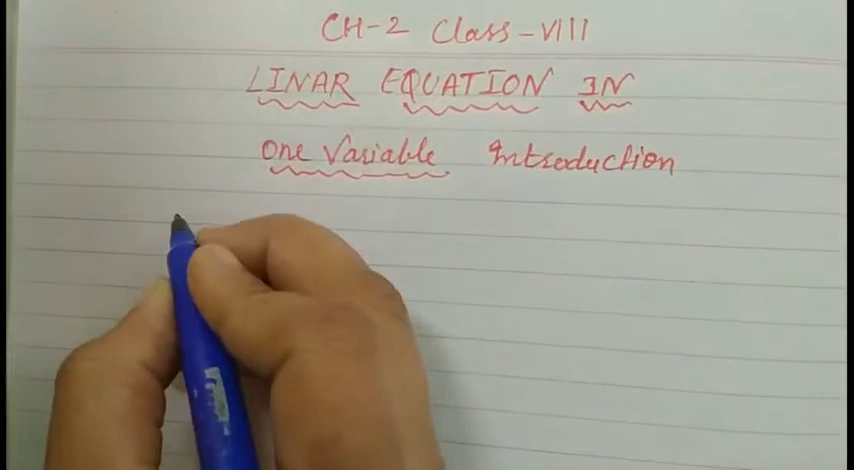 CH-2 Class-VIII
LINAR EQUATION IN
One Variable Introduction